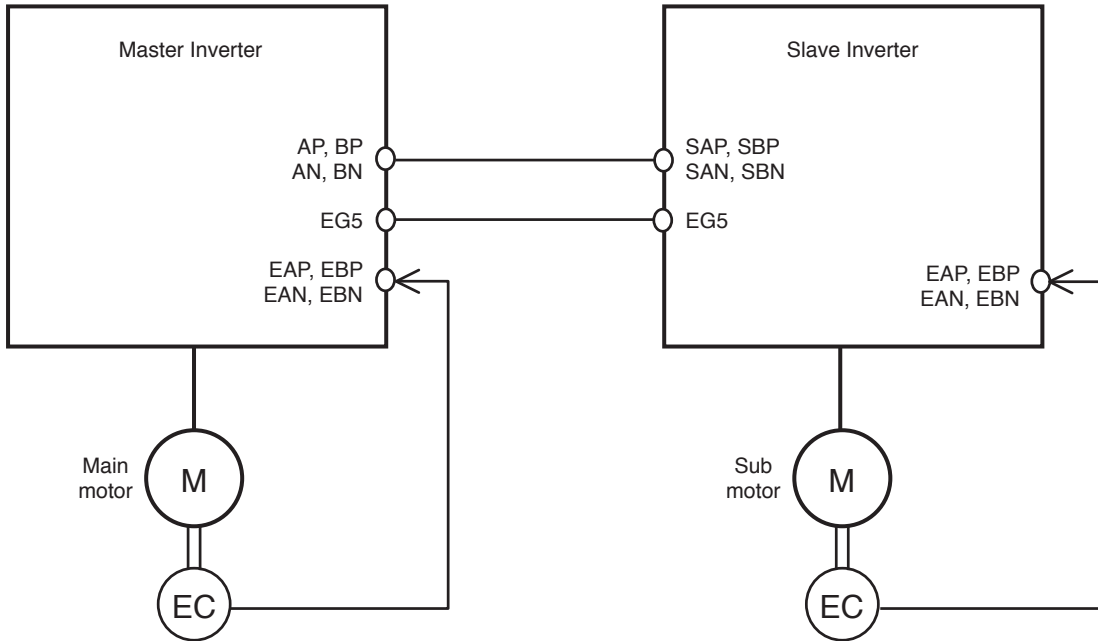 Master Inverter
AP, BP
AN, BN
EG5
EAP, EBP
EAN, EBN
Main
motor
M
EC
Slave Inverter
SAP, SBP
SAN, SBN
EG5
EAP, EBP
EAN, EBN
Sub
motor
M
EC